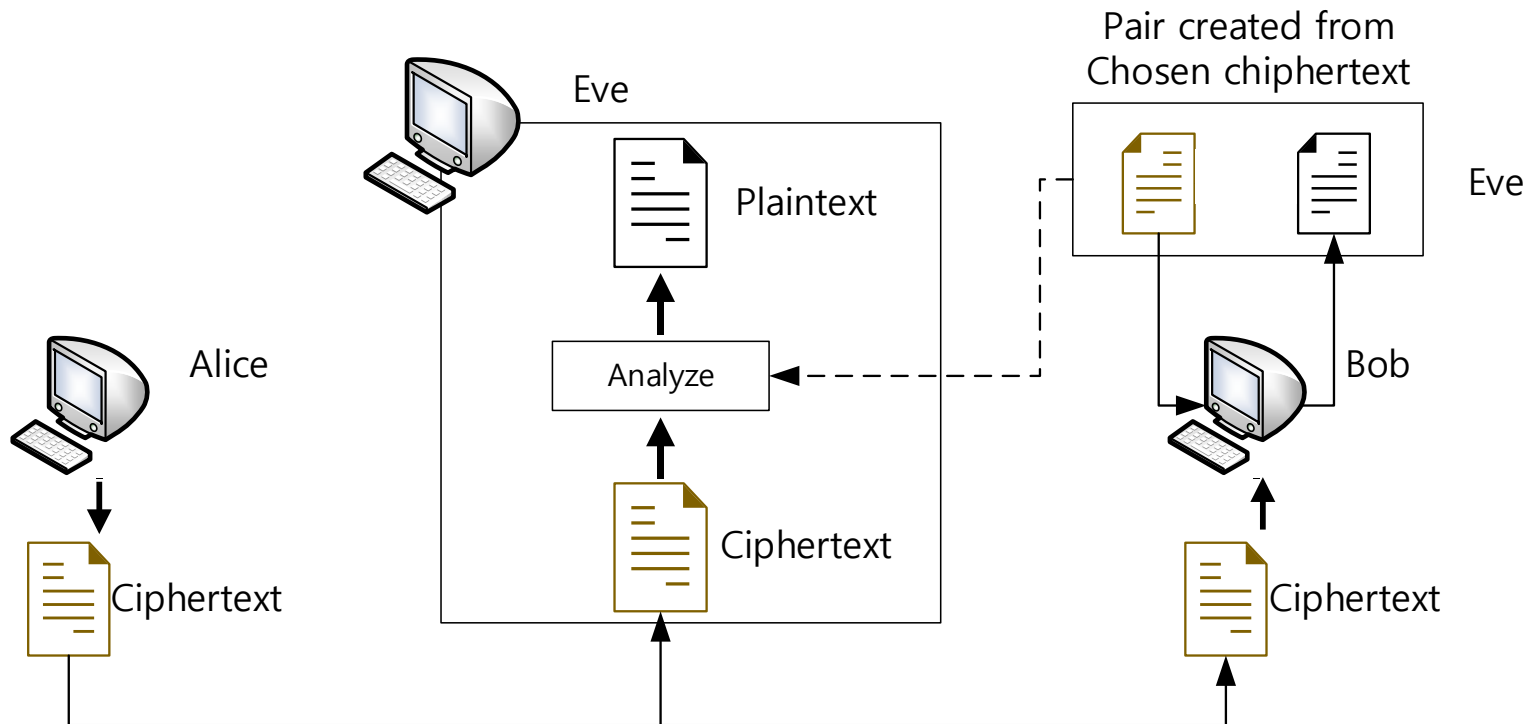 Pair created from
Chosen chiphertext
Eve
Plaintext
Eve
Alice
Analyze
Bob
Ciphertext
Ciphertext
Ciphertext